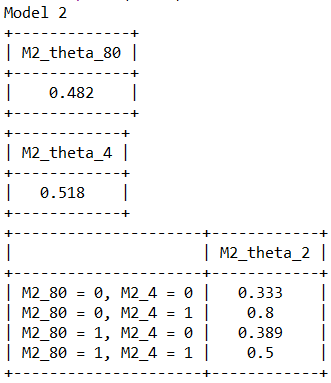 Model 2
+-------------+
| M2_theta_80 |
+-------------+
|    0.482    |
+-------------+
+------------+
| M2_theta_4 |
+------------+
|   0.518    |
+------------+
+--------------------+------------+
|                    | M2_theta_2 |
+--------------------+------------+
| M2_80 = 0, M2_4 = 0 |   0.333    |
| M2_80 = 0, M2_4 = 1 |    0.8     |
| M2_80 = 1, M2_4 = 0 |   0.389    |
| M2_80 = 1, M2_4 = 1 |    0.5     |
+--------------------+------------+